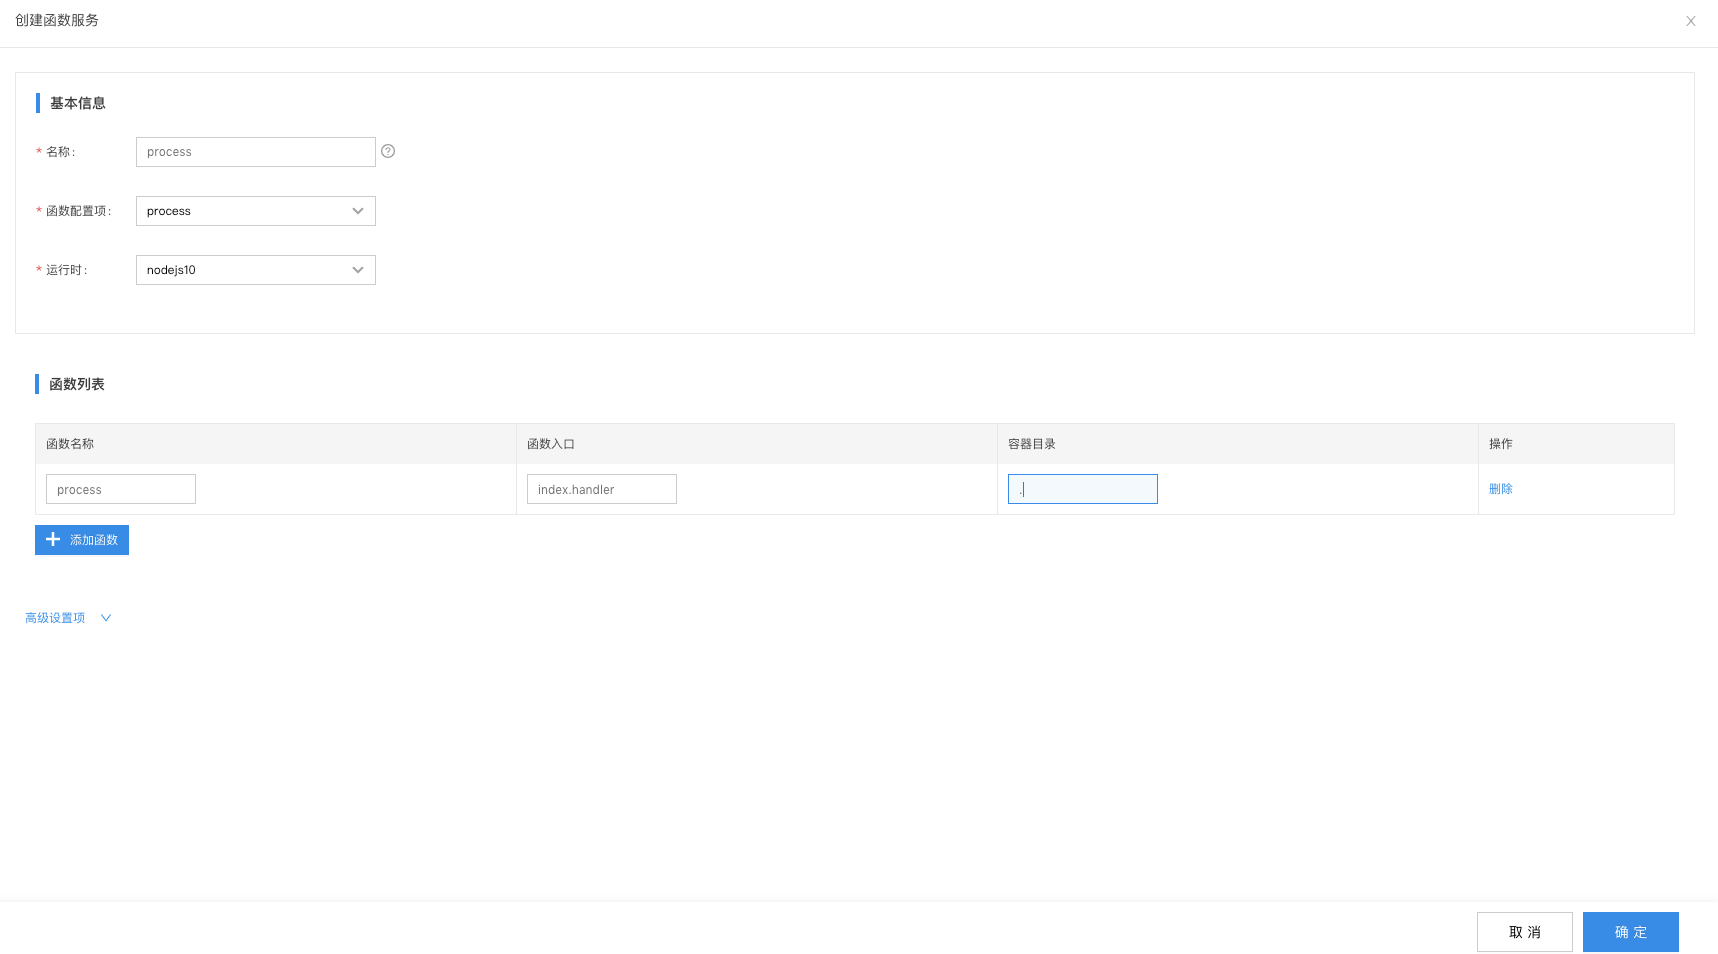 创建函数服务
基本信息
* 名称：
process
* 函数配置项：
process
* 运行时：
nodejs10
函数列表
函数名称 函数入口 容器目录 操作
process index.handler . 删除
添加函数
高级设置项
取消 确定